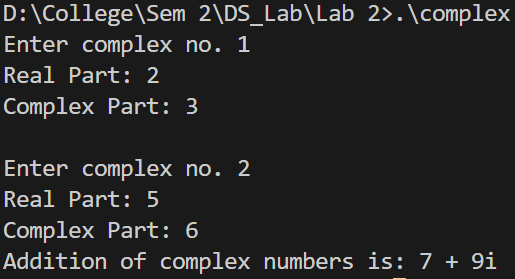 D:\College\Sem 2\DS_Lab\Lab 2>.\complex
Enter complex no. 1
Real Part: 2
Complex Part: 3
Enter complex no. 2
Real Part: 5
Complex Part: 6
Addition of complex numbers is: 7 + 9i